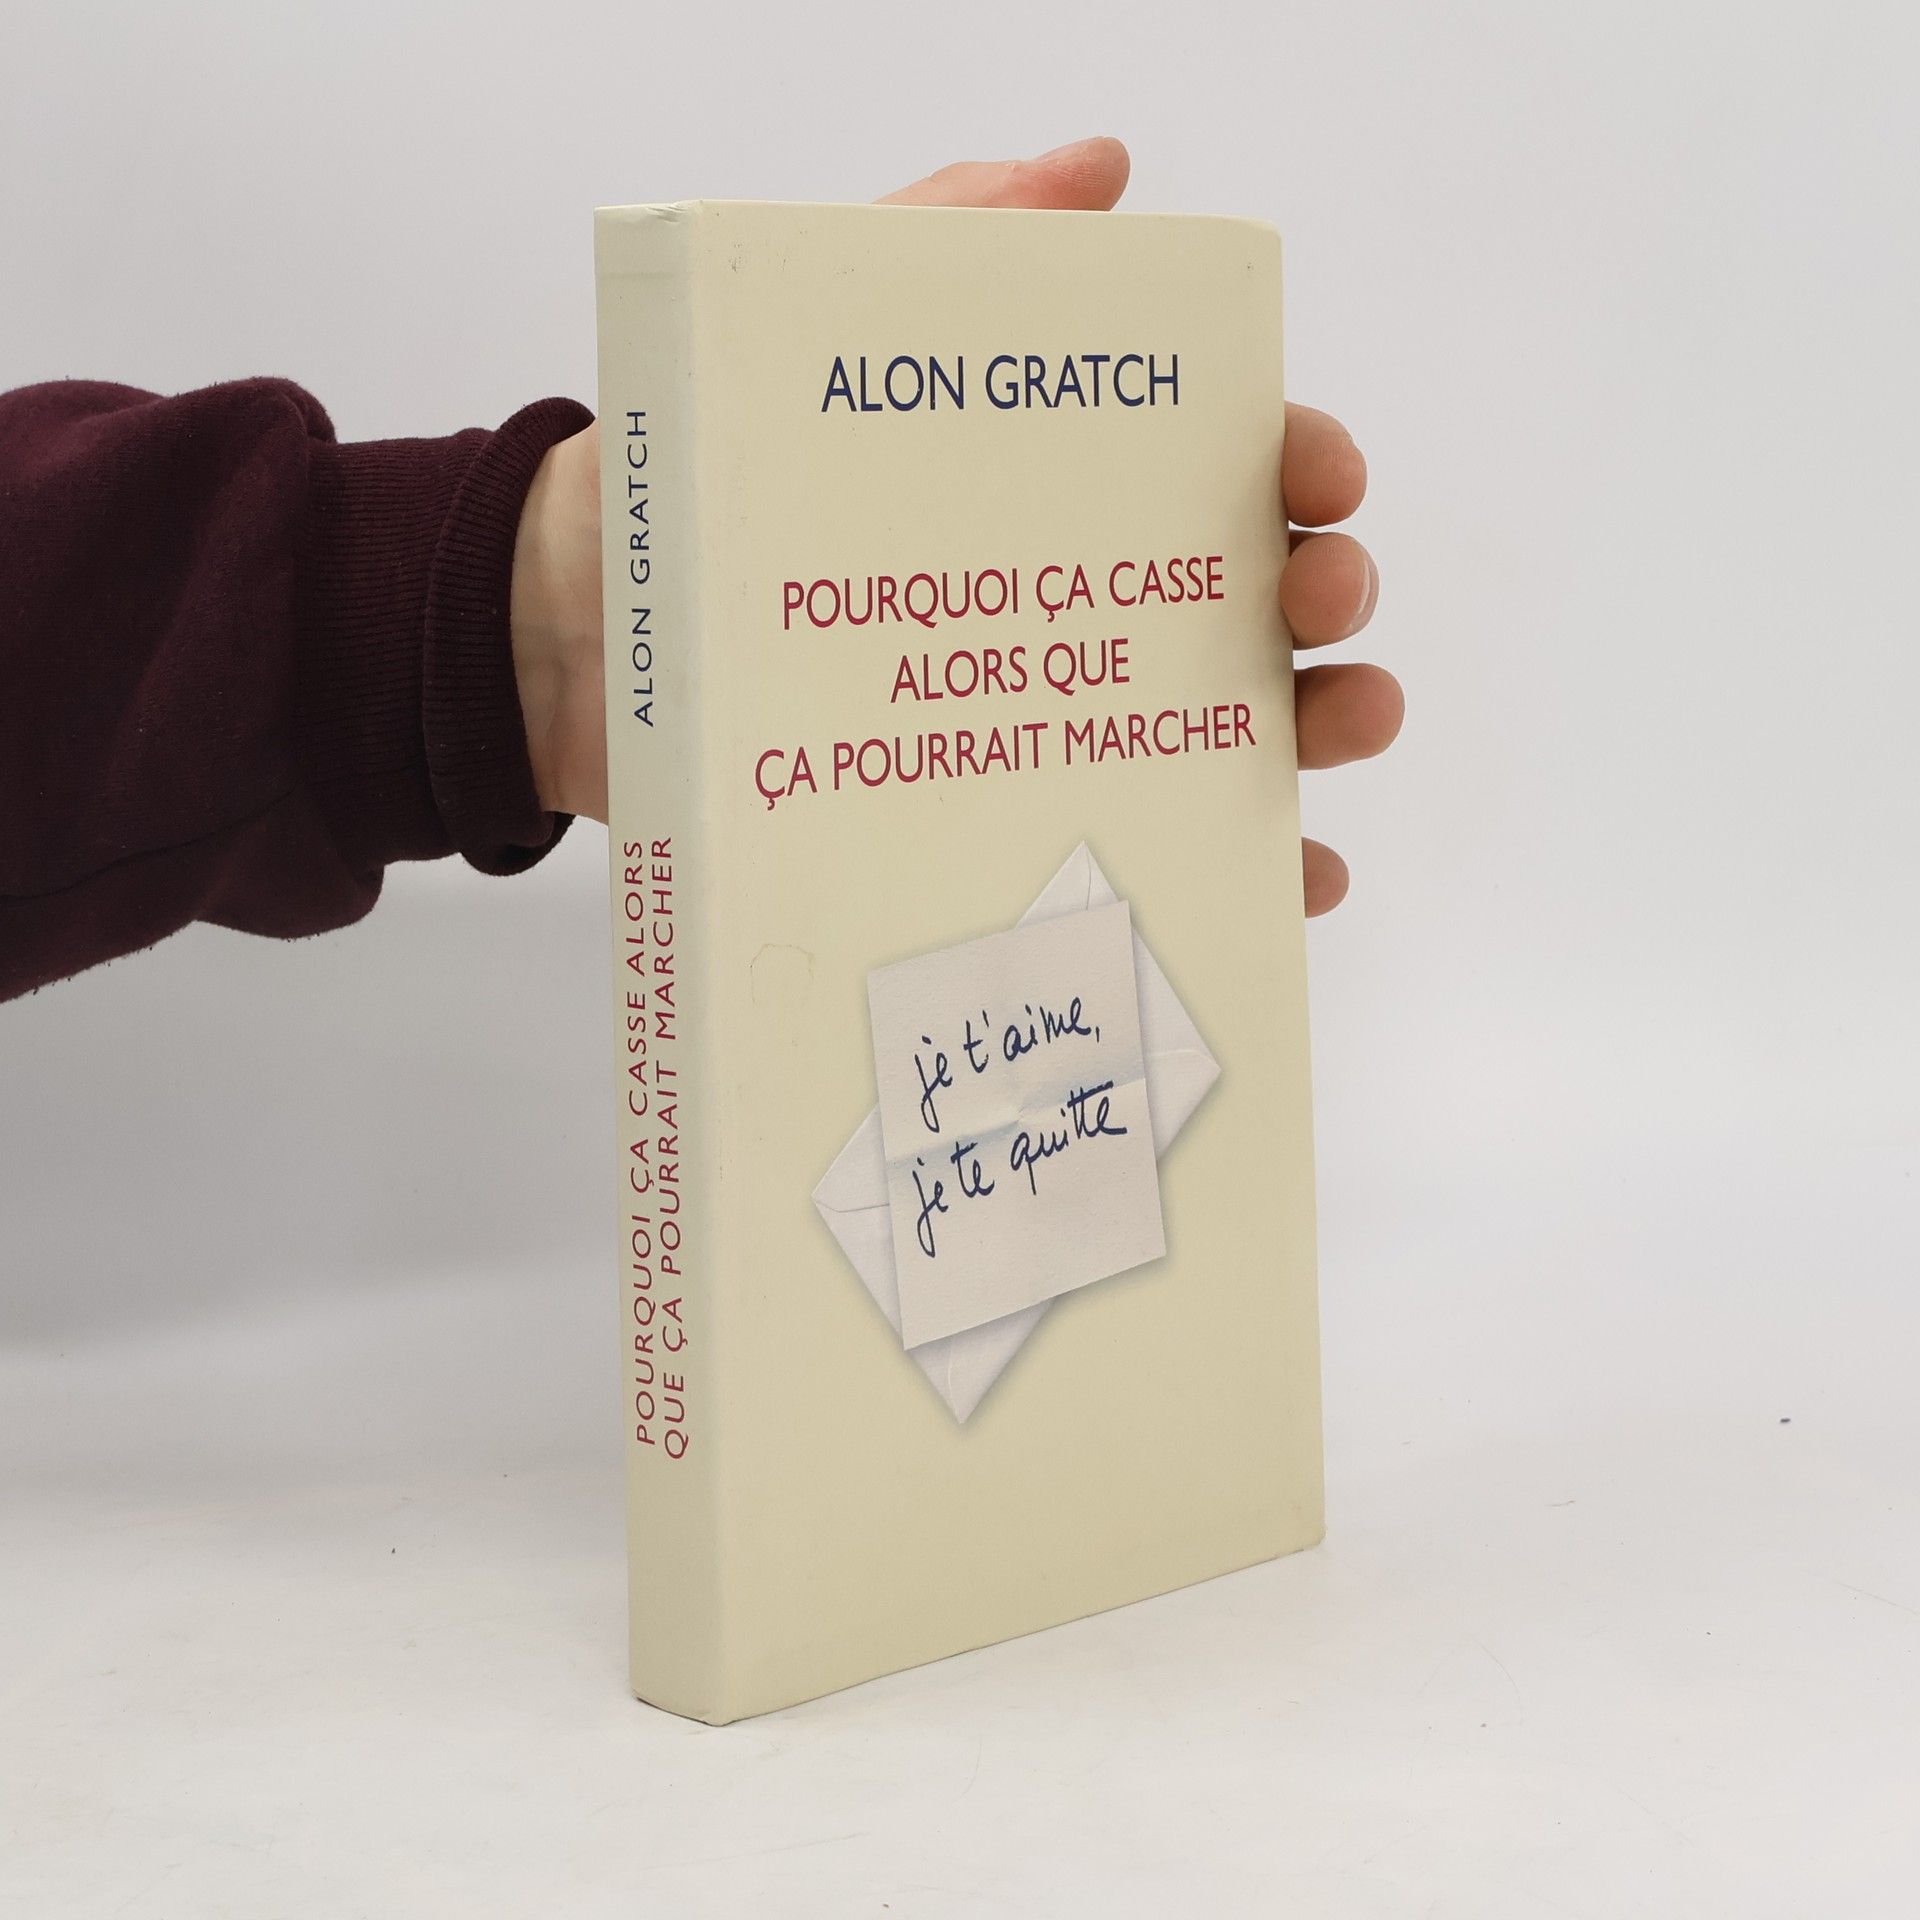 ALON GRATCH
POURQUOI ÇA CASSE
ALORS QUE
ÇA POURRAIT MARCHER
je t'aime,
je te quitte
ALON GRATCH
POURQUOI ÇA CASSE ALORS
QUE ÇA POURRAIT MARCHER